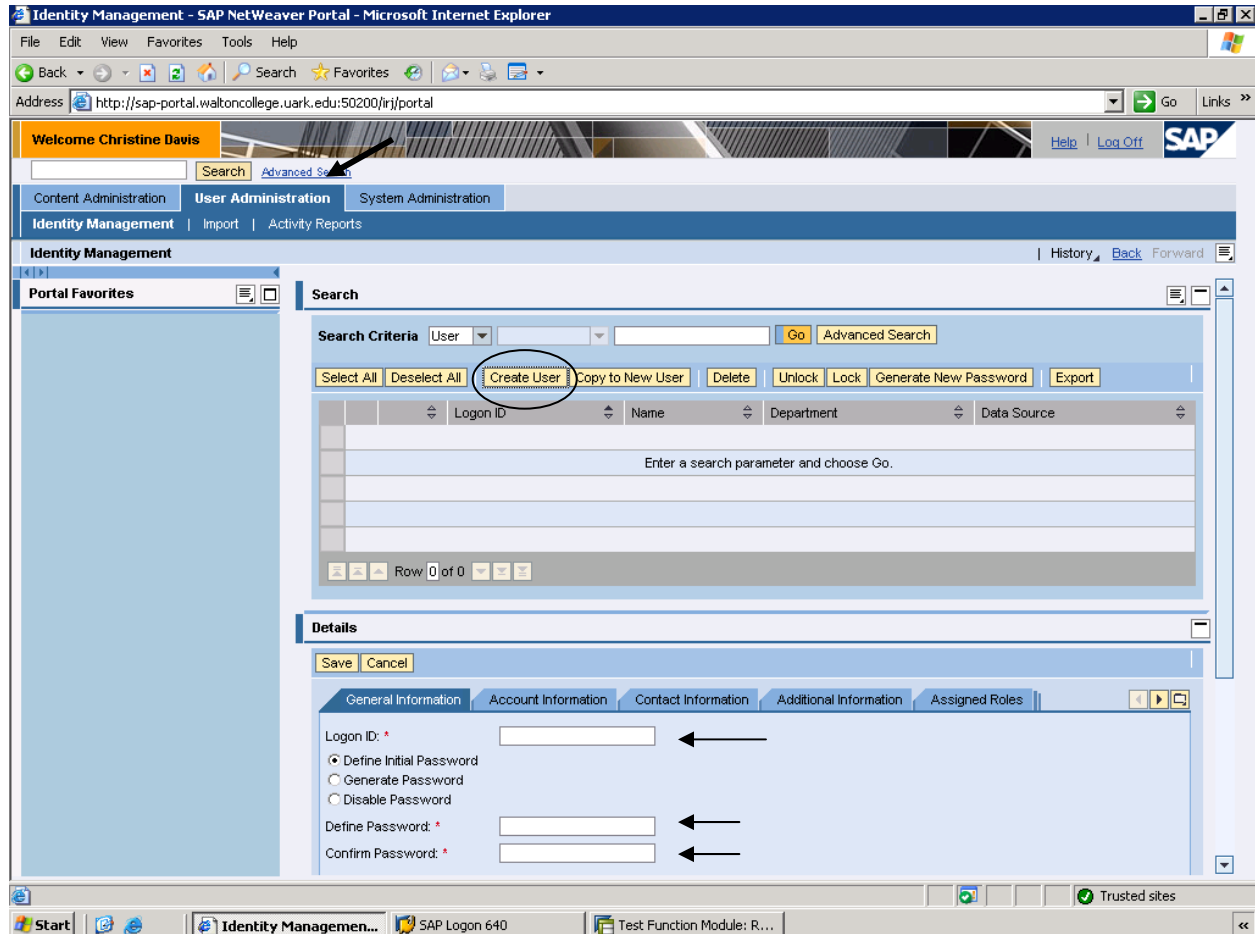 Identity Management - SAP NetWeaver Portal - Microsoft Internet Explorer
File Edit View Favorites Tools Help
Back Search Favorites
Address http://sap-portal.waltoncollege.uark.edu:50200/irj/portal Go Links »
Welcome Christine Davis Help | Log Off SAP
Search Advanced Search
Content Administration User Administration System Administration
Identity Management | Import | Activity Reports
Identity Management | History Back Forward
Portal Favorites
Search
Search Criteria User Go Advanced Search
Select All Deselect All Create User Copy to New User Delete Unlock Lock Generate New Password Export
Logon ID Name Department Data Source
Enter a search parameter and choose Go.
Row 0 of 0
Details
Save Cancel
General Information Account Information Contact Information Additional Information Assigned Roles
Logon ID: *
Define Initial Password
Generate Password
Disable Password
Define Password: *
Confirm Password: *
Trusted sites
Start Identity Managemen... SAP Logon 640 Test Function Module: R... «